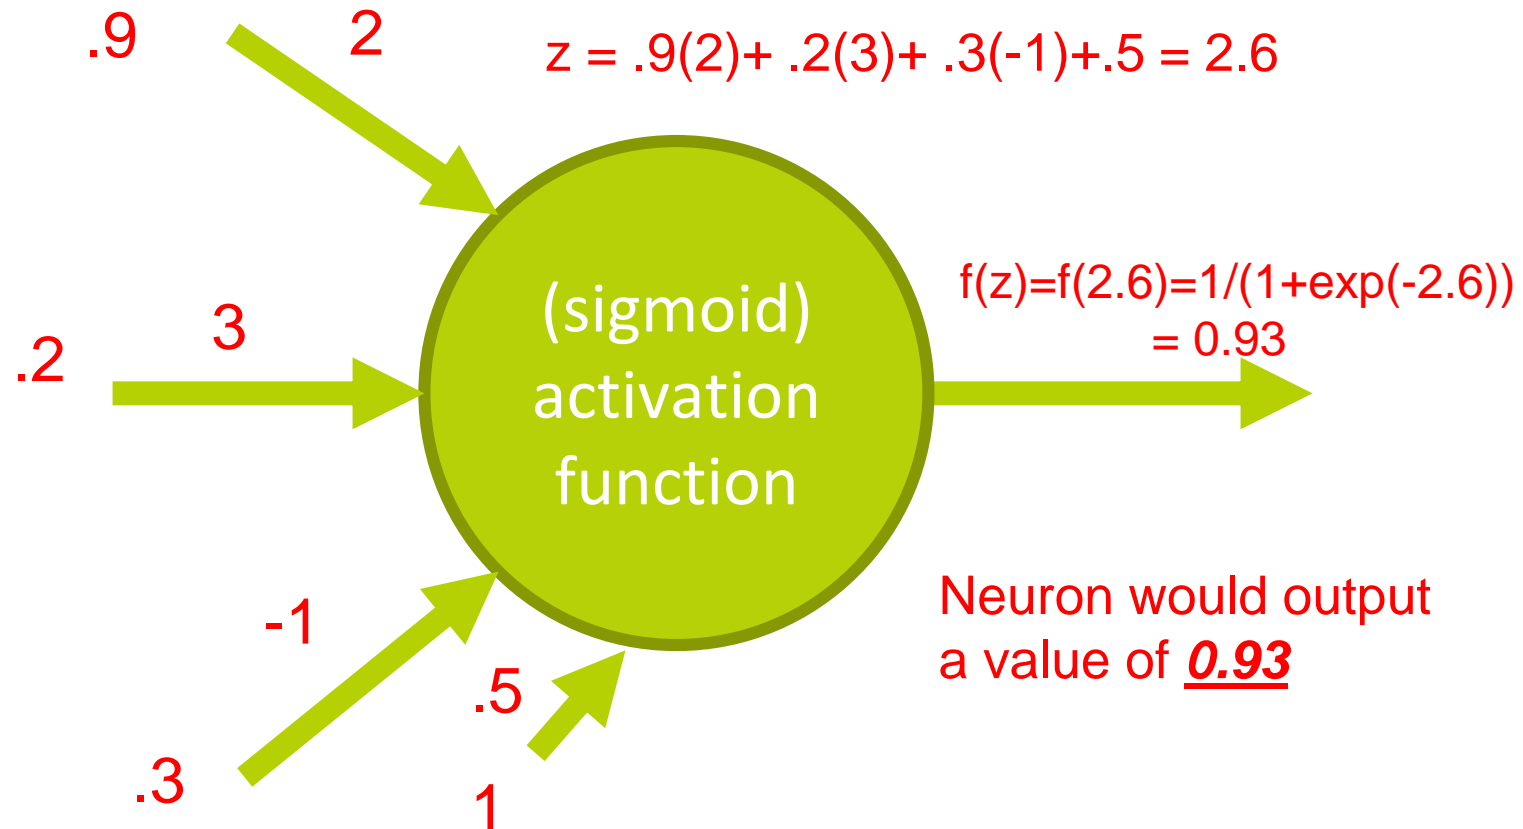 .9
2
z = .9(2)+ .2(3)+ .3(-1)+.5 = 2.6
.2
3
(sigmoid)
activation
function
f(z)=f(2.6)=1/(1+exp(-2.6))
= 0.93
-1
.3
.5
1
Neuron would output
a value of 0.93